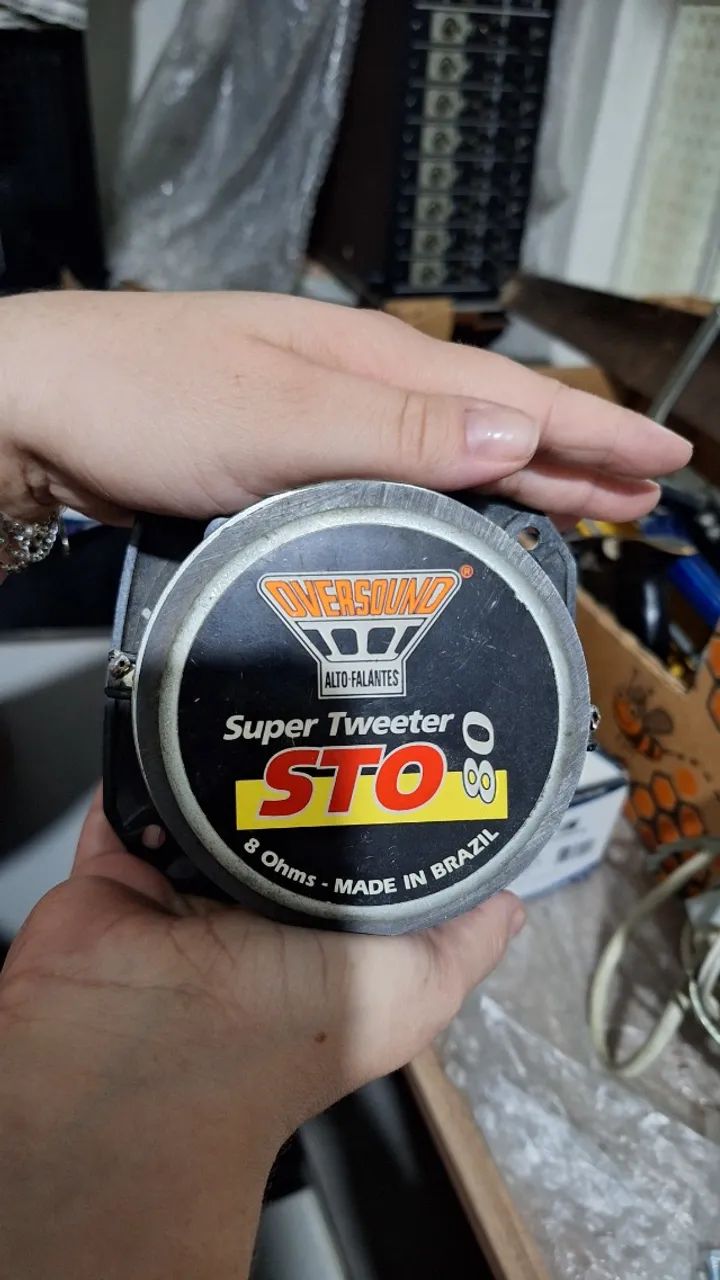 OVERSOUND®
ALTO-FALANTES
Super Tweeter
STO 80
8 Ohms - MADE IN BRAZIL